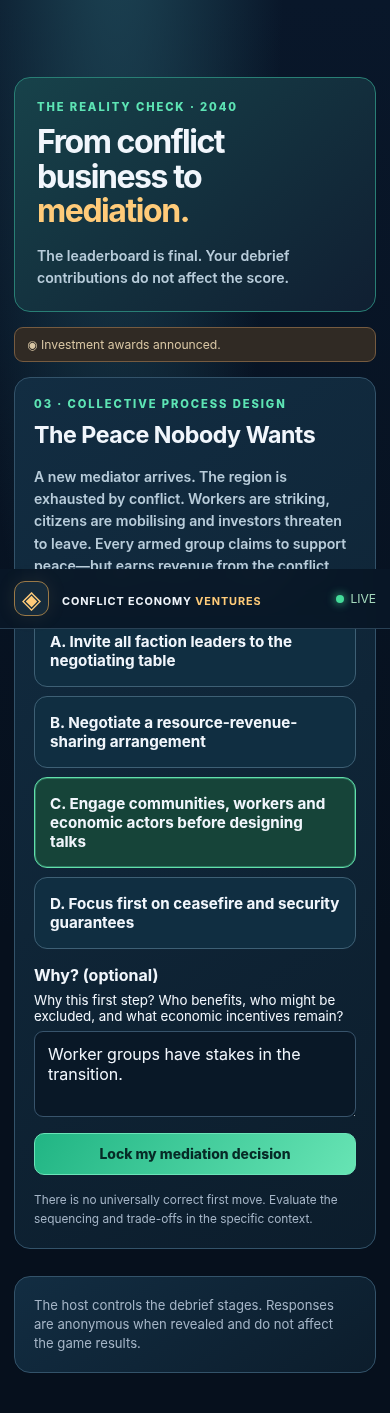 THE REALITY CHECK · 2040
From conflict
business to
mediation.
The leaderboard is final. Your debrief
contributions do not affect the score.
◉ Investment awards announced.
03 · COLLECTIVE PROCESS DESIGN
The Peace Nobody Wants
A new mediator arrives. The region is
exhausted by conflict. Workers are striking,
citizens are mobilising and investors threaten
to leave. Every armed group claims to support
peace—but earns revenue from the conflict
CONFLICT ECONOMY VENTURES
LIVE
A. Invite all faction leaders to the
negotiating table
B. Negotiate a resource-revenue-
sharing arrangement
C. Engage communities, workers and
economic actors before designing
talks
D. Focus first on ceasefire and security
guarantees
Why? (optional)
Why this first step? Who benefits, who might be
excluded, and what economic incentives remain?
Worker groups have stakes in the
transition.
Lock my mediation decision
There is no universally correct first move. Evaluate the
sequencing and trade-offs in the specific context.
The host controls the debrief stages. Responses
are anonymous when revealed and do not affect
the game results.